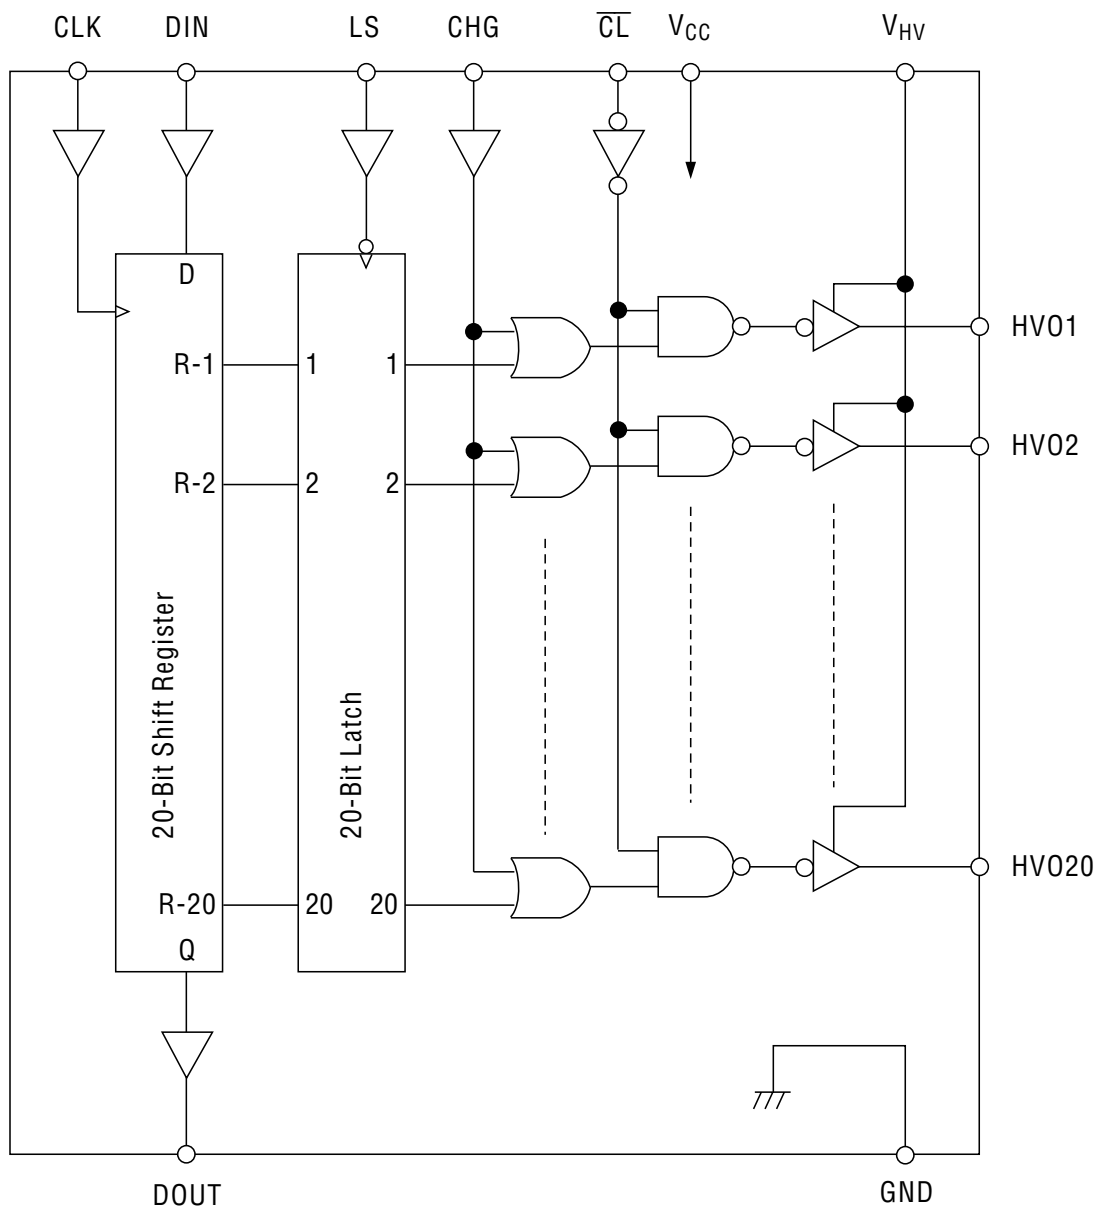 CLK DIN LS CHG CL VCC VHV
D
HVO1
R-1 1 1
HVO2
R-2 2 2
20-Bit Shift Register
20-Bit Latch
HVO20
R-20 20 20
Q
DOUT GND